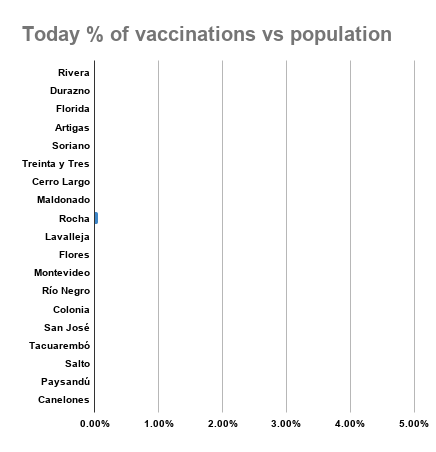 Today % of vaccinations vs population
Rivera
Durazno
Florida
Artigas
Soriano
Treinta y Tres
Cerro Largo
Maldonado
Rocha
Lavalleja
Flores
Montevideo
Río Negro
Colonia
San José
Tacuarembó
Salto
Paysandú
Canelones
0.00% 1.00% 2.00% 3.00% 4.00% 5.00%